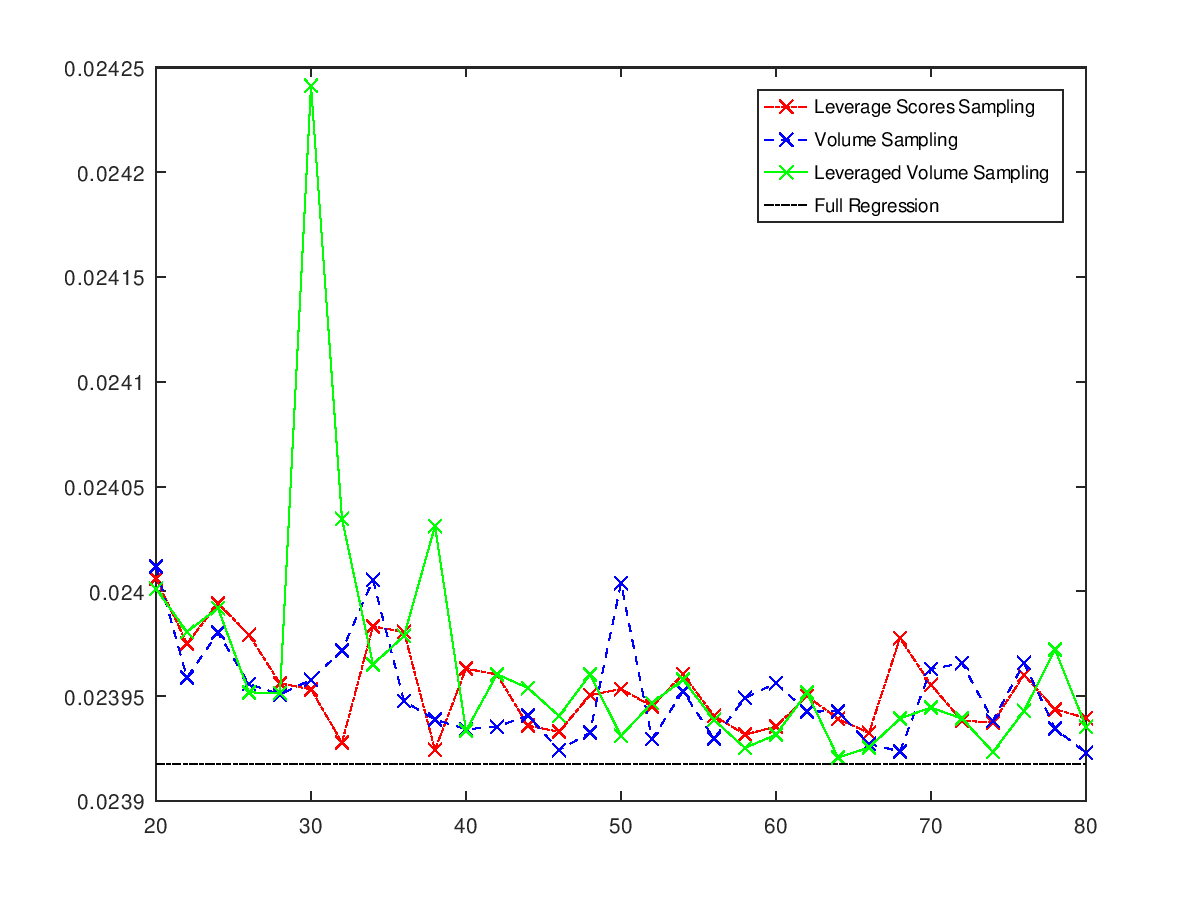 0.02425
Leverage Scores Sampling
Volume Sampling
0.0242
Leveraged Volume Sampling
Full Regression
0.02415
0.0241
0.02405
0.024
0.02395
0.0239
20 30 40 50 60 70 80